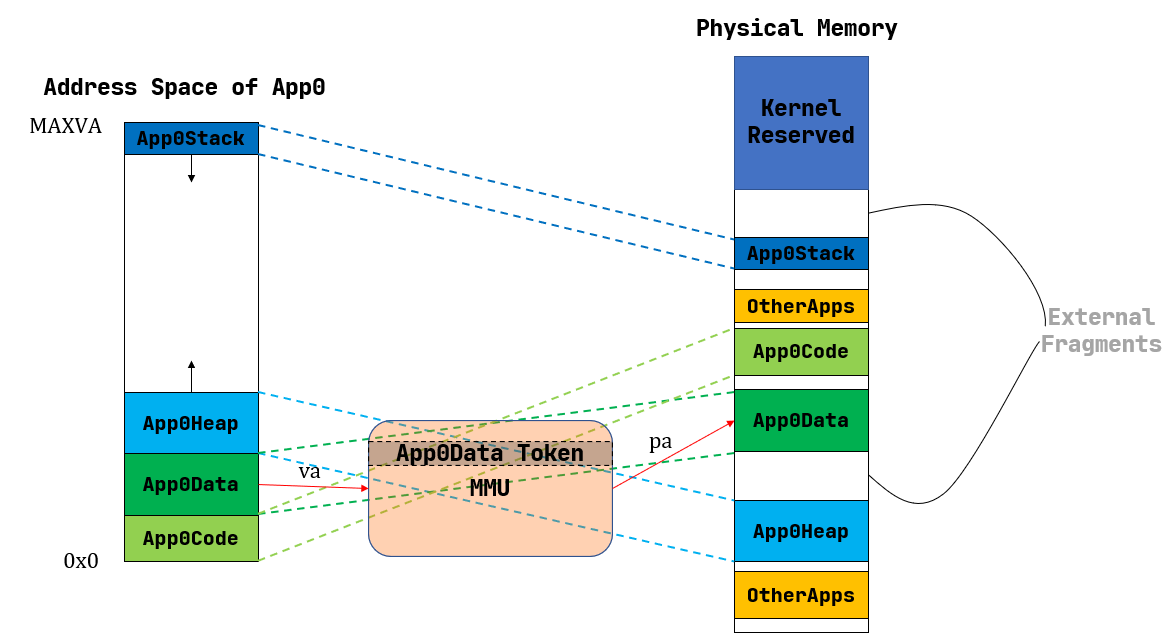 Physical Memory
Address Space of App0
MAXVA
App0Stack
App0Heap
App0Data
App0Code
0x0
va
App0Data Token
MMU
pa
Kernel
Reserved
App0Stack
OtherApps
App0Code
App0Data
App0Heap
OtherApps
External
Fragments